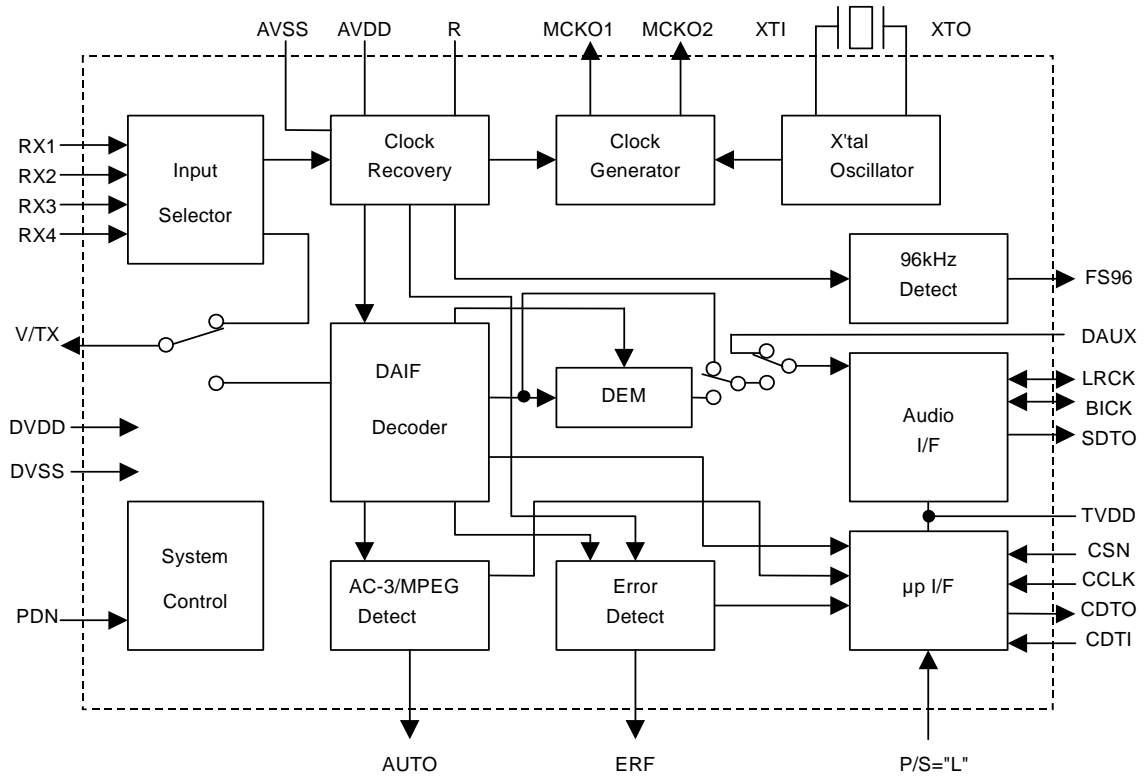 AVSS AVDD R MCKO1 MCKO2 XTI XTO
RX1
RX2
RX3
RX4
Input
Selector
Clock
Recovery
Clock
Generator
X'tal
Oscillator
96kHz
Detect
FS96
V/TX
DAUX
DAIF
Decoder
DEM
Audio
I/F
LRCK
BICK
SDTO
DVDD
DVSS
TVDD
System
Control
PDN
AC-3/MPEG
Detect
Error
Detect
µp I/F
CSN
CCLK
CDTO
CDTI
AUTO ERF P/S="L"